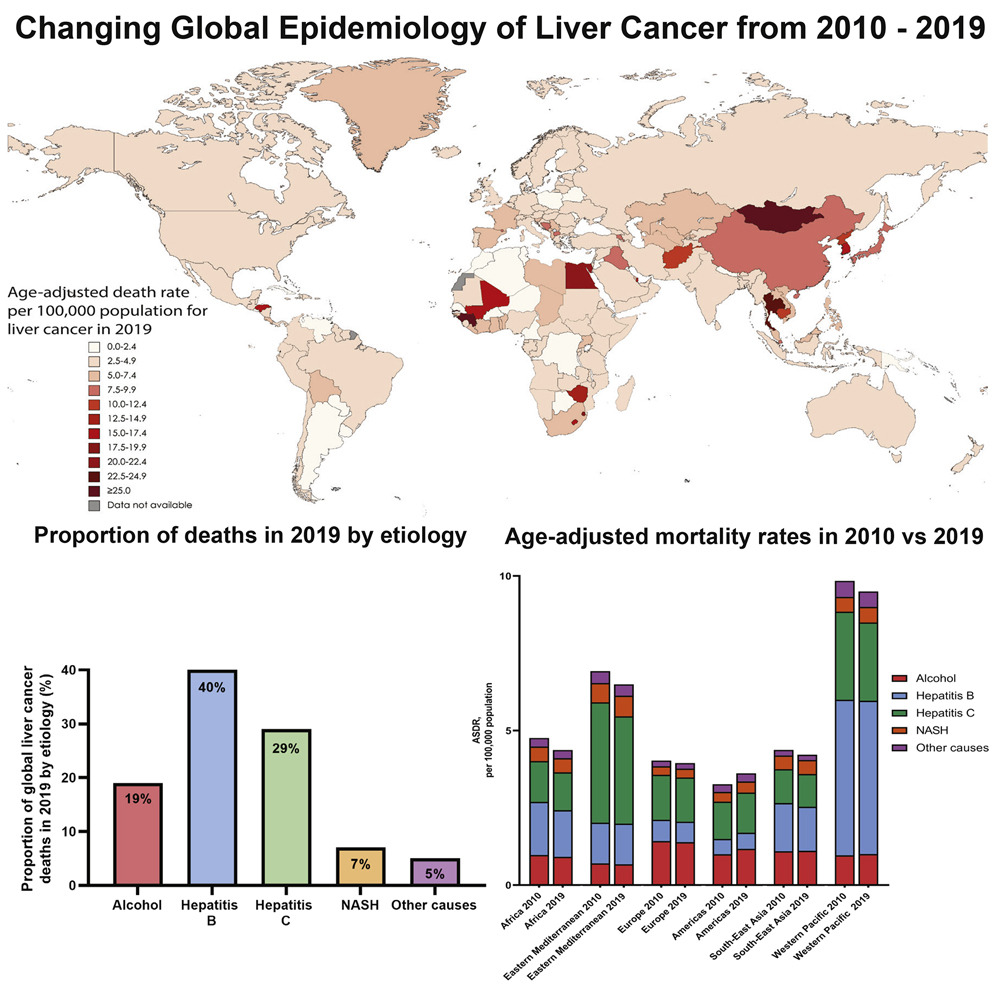 Changing Global Epidemiology of Liver Cancer from 2010 - 2019
Age-adjusted death rate
per 100,000 population for
liver cancer in 2019
0.0-2.4
2.5-4.9
5.0-7.4
7.5-9.9
10.0-12.4
12.5-14.9
15.0-17.4
17.5-19.9
20.0-22.4
22.5-24.9
≥25.0
Data not available
Proportion of deaths in 2019 by etiology
Proportion of global liver cancer
deaths in 2019 by etiology (%)
40
30
20
10
0
19%
40%
29%
7%
5%
Alcohol
Hepatitis
B
Hepatitis
C
NASH
Other causes
Age-adjusted mortality rates in 2010 vs 2019
ASDR,
per 100,000 population
10
5
0
Africa 2010
Africa 2019
Eastern Mediterranean 2010
Eastern Mediterranean 2019
Europe 2010
Europe 2019
Americas 2010
Americas 2019
South-East Asia 2010
South-East Asia 2019
Western Pacific 2010
Western Pacific 2019
Alcohol
Hepatitis B
Hepatitis C
NASH
Other causes